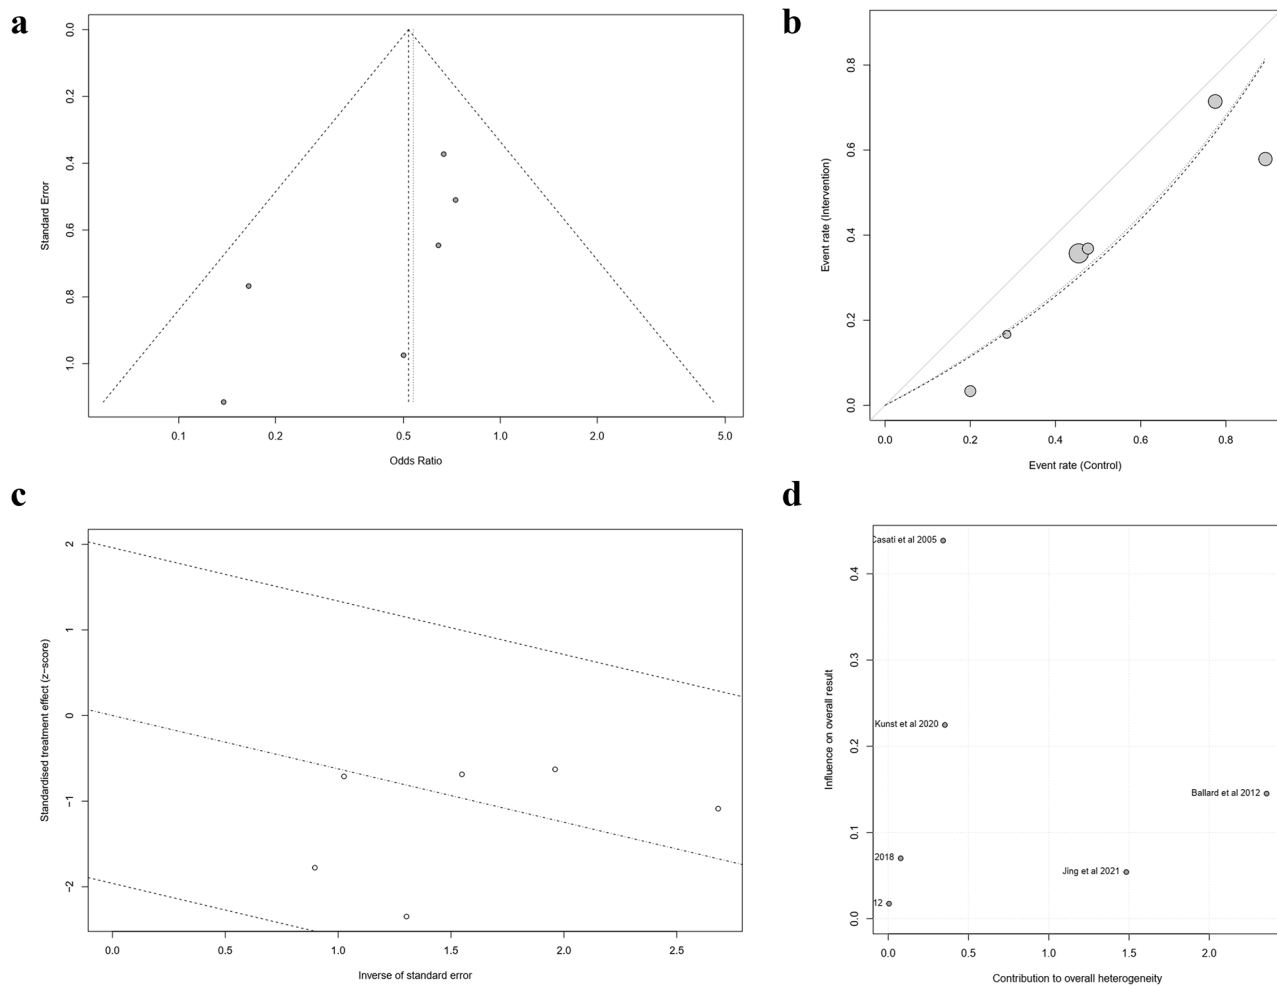 a
0.0
0.2
0.4
0.6
0.8
1.0
Standard Error
0.1 0.2 0.5 1.0 2.0 5.0
Odds Ratio
b
0.8
0.6
0.4
0.2
0.0
Event rate (Intervention)
0.0 0.2 0.4 0.6 0.8
Event rate (Control)
c
2
1
0
−1
−2
Standardised treatment effect (z−score)
0.0 0.5 1.0 1.5 2.0 2.5
Inverse of standard error
d
0.4
0.3
0.2
0.1
0.0
Influence on overall result
Casati et al 2005
Kunst et al 2020
Ballard et al 2012
2018
Jing et al 2021
12
0.0 0.5 1.0 1.5 2.0
Contribution to overall heterogeneity